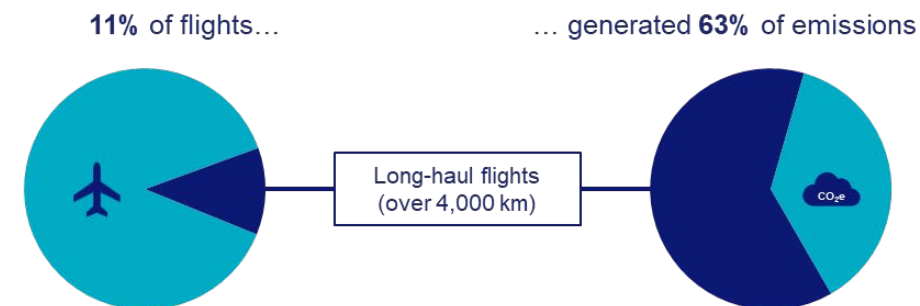 11% of flights…
… generated 63% of emissions
Long-haul flights
(over 4,000 km)
CO₂e